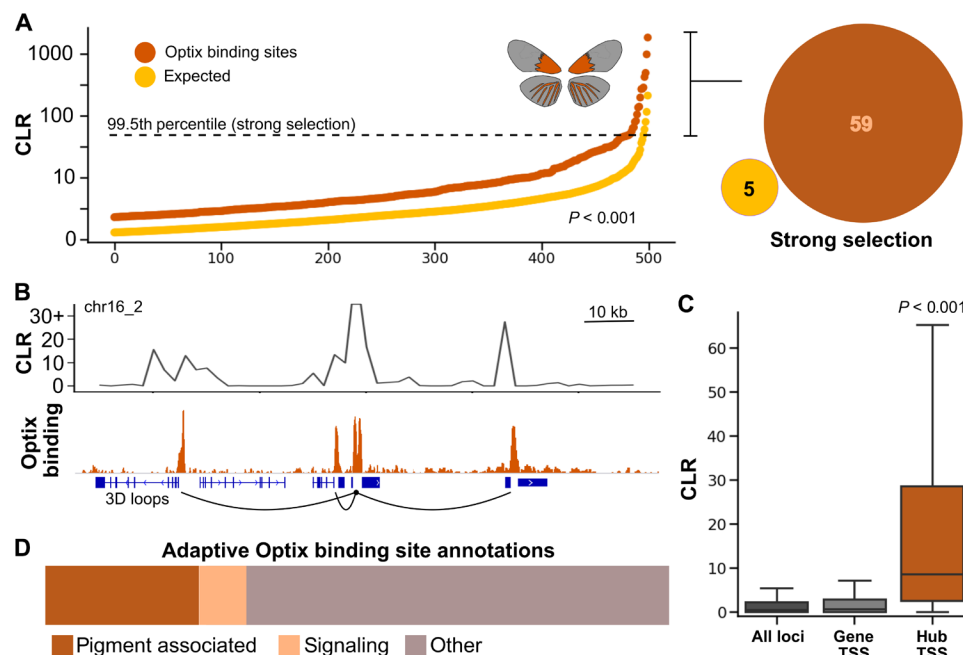 A
CLR
1000
100
10
0
Optix binding sites
Expected
99.5th percentile (strong selection)
P < 0.001
0 100 200 300 400 500
59
5
Strong selection
B
chr16_2
10 kb
CLR
30+
20
10
0
Optix
binding
3D loops
C
P < 0.001
CLR
60
50
40
30
20
10
0
All loci
Gene
TSS
Hub
TSS
D
Adaptive Optix binding site annotations
Pigment associated
Signaling
Other